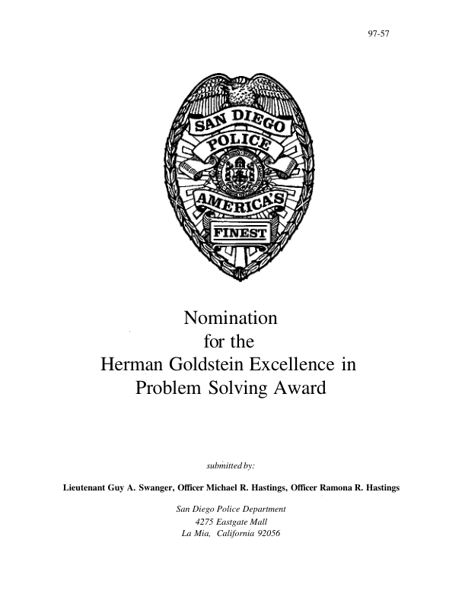 97-57
SAN DIEGO
POLICE
AMERICA'S
FINEST
Nomination
for the
Herman Goldstein Excellence in
Problem Solving Award
submitted by:
Lieutenant Guy A. Swanger, Officer Michael R. Hastings, Officer Ramona R. Hastings
San Diego Police Department
4275 Eastgate Mall
La Mia, California 92056